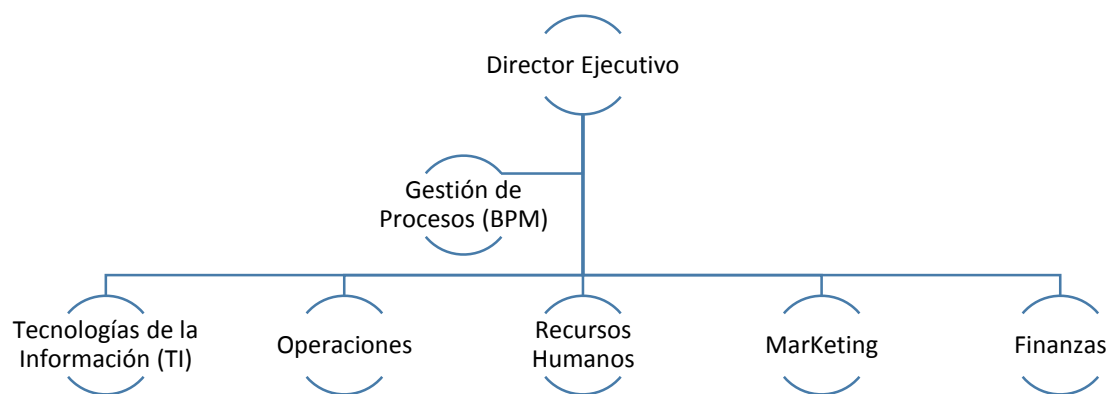 Director Ejecutivo
Gestión de
Procesos (BPM)
Tecnologías de la
Información (TI)
Operaciones
Recursos
Humanos
MarKeting
Finanzas